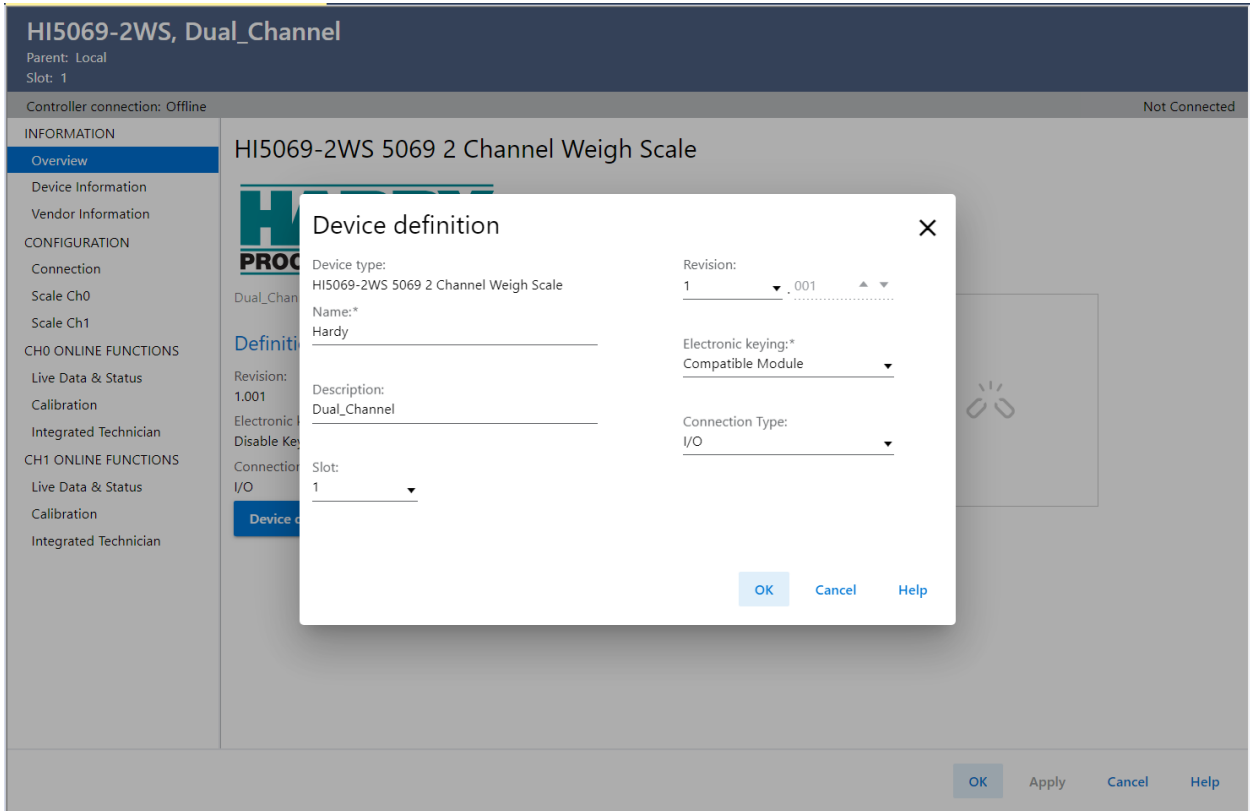 HI5069-2WS, Dual_Channel
Parent: Local
Slot: 1
Controller connection: Offline
Not Connected
INFORMATION
Overview
Device Information
Vendor Information
CONFIGURATION
Connection
Scale Ch0
Scale Ch1
CH0 ONLINE FUNCTIONS
Live Data & Status
Calibration
Integrated Technician
CH1 ONLINE FUNCTIONS
Live Data & Status
Calibration
Integrated Technician
HI5069-2WS 5069 2 Channel Weigh Scale
PROC
Dual_Chan
Definiti
Revision:
1.001
Electronic
Disable Key
Connection
I/O
Device
Device definition
Device type:
HI5069-2WS 5069 2 Channel Weigh Scale
Name:*
Hardy
Description:
Dual_Channel
Slot:
1
Revision:
1 . 001
Electronic keying:*
Compatible Module
Connection Type:
I/O
OK Cancel Help
OK Apply Cancel Help